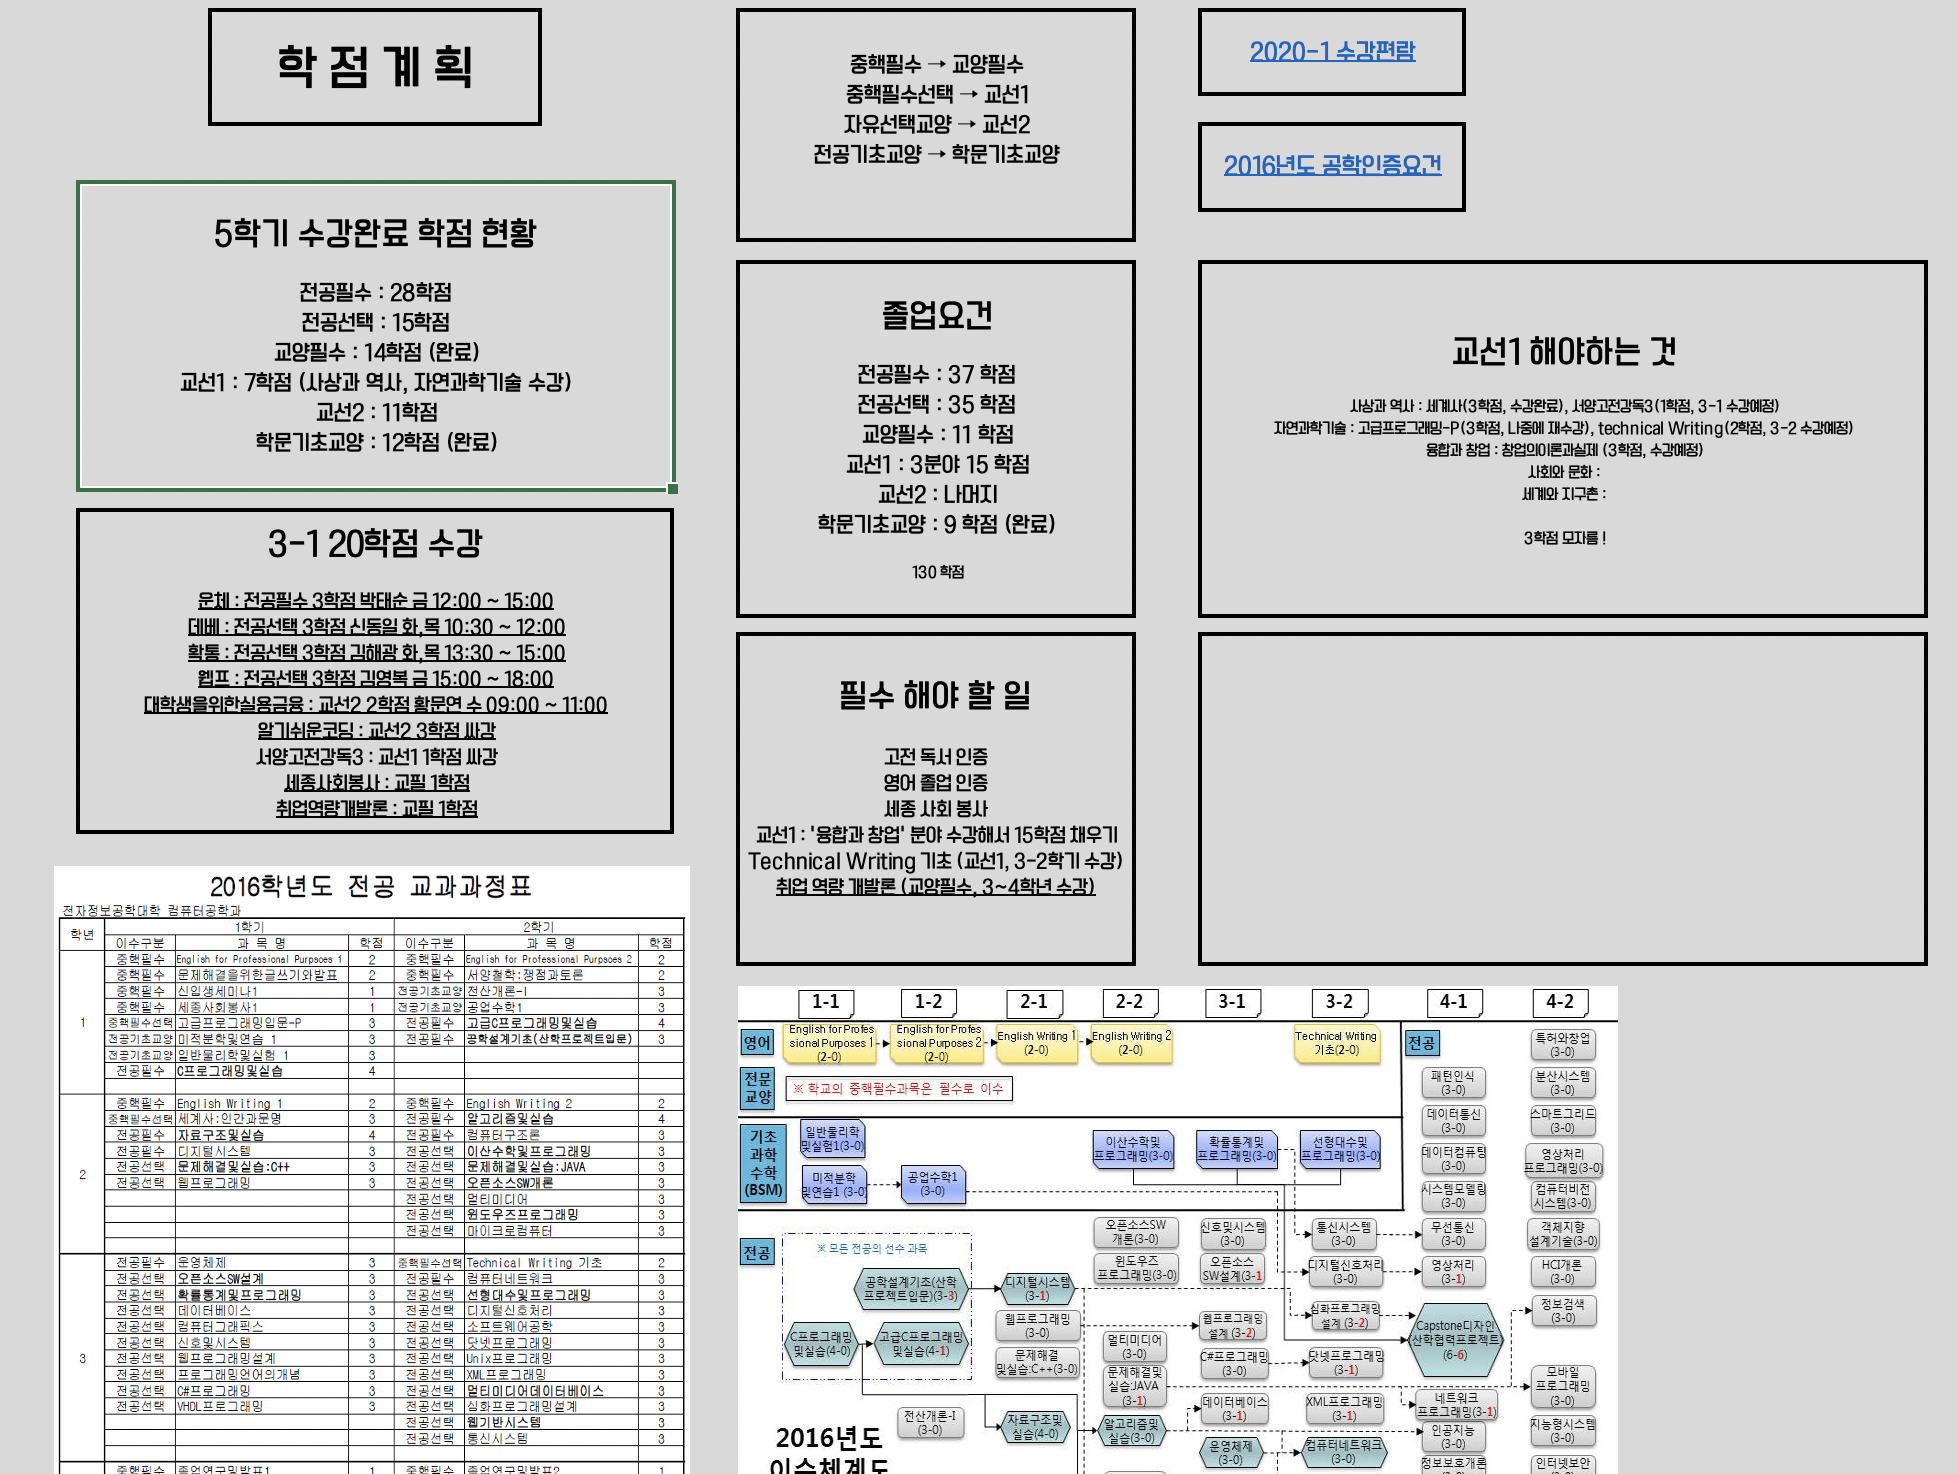 학 점 계 획
5학기 수강완료 학점 현황
전공필수 : 28학점
전공선택 : 15학점
교양필수 : 14학점 (완료)
교선1 : 7학점 (사상과 역사, 자연과학기술 수강)
교선2 : 11학점
학문기초교양 : 12학점 (완료)
3-1 20학점 수강
운체 : 전공필수 3학점 박태순 금 12:00 ~ 15:00
데베 : 전공선택 3학점 신동일 화,목 10:30 ~ 12:00
확통 : 전공선택 3학점 김해광 화,목 13:30 ~ 15:00
웹프 : 전공선택 3학점 김영복 금 15:00 ~ 18:00
대학생을위한실용금융 : 교선2 2학점 황문연 수 09:00 ~ 11:00
알기쉬운코딩 : 교선2 3학점 싸강
서양고전강독3 : 교선1 1학점 싸강
세종사회봉사 : 교필 1학점
취업역량개발론 : 교필 1학점
중핵필수 → 교양필수
중핵필수선택 → 교선1
자유선택교양 → 교선2
전공기초교양 → 학문기초교양
졸업요건
전공필수 : 37 학점
전공선택 : 35 학점
교양필수 : 11 학점
교선1 : 3분야 15 학점
교선2 : 나머지
학문기초교양 : 9 학점 (완료)
130 학점
필수 해야 할 일
고전 독서 인증
영어 졸업 인증
세종 사회 봉사
교선1 : '융합과 창업' 분야 수강해서 15학점 채우기
Technical Writing 기초 (교선1, 3-2학기 수강)
취업 역량 개발론 (교양필수, 3~4학년 수강)
2020-1 수강편람
2016년도 공학인증요건
교선1 해야하는 것
사상과 역사 : 세계사(3학점, 수강완료), 서양고전강독3(1학점, 3-1 수강예정)
자연과학기술 : 고급프로그래밍-P(3학점, 나중에 재수강), technical Writing(2학점, 3-2 수강예정)
융합과 창업 : 창업의이론과실제 (3학점, 수강예정)
사회와 문화 :
세계와 지구촌 :
3학점 모자름 !
2016학년도 전공 교과과정표
전자정보공학대학 컴퓨터공학과
학년 1학기 2학기
이수구분 과 목 명 학점 이수구분 과 목 명 학점
1
중핵필수 English for Professional Purpsoes 1 2 중핵필수 English for Professional Purpsoes 2 2
중핵필수 문제해결을위한글쓰기와발표 2 중핵필수 서양철학:쟁점과토론 2
중핵필수 신입생세미나1 1 전공기초교양 전산개론-I 3
중핵필수 세종사회봉사1 1 전공기초교양 공업수학1 3
중핵필수선택 고급프로그래밍입문-P 3 전공필수 고급C프로그래밍및실습 4
전공기초교양 미적분학및연습 1 3 전공필수 공학설계기초(산학프로젝트입문) 3
전공기초교양 일반물리학및실험 1 3
전공필수 C프로그래밍및실습 4
2
중핵필수 English Writing 1 2 중핵필수 English Writing 2 2
중핵필수선택 세계사:인간과문명 3 전공필수 알고리즘및실습 4
전공필수 자료구조및실습 4 전공필수 컴퓨터구조론 3
전공필수 디지털시스템 3 전공선택 이산수학및프로그래밍 3
전공선택 문제해결및실습:C++ 3 전공선택 문제해결및실습:JAVA 3
전공선택 웹프로그래밍 3 전공선택 오픈소스SW개론 3
전공선택 멀티미디어 3
전공선택 윈도우즈프로그래밍 3
전공선택 마이크로컴퓨터 3
3
전공필수 운영체제 3 중핵필수선택 Technical Writing 기초 2
전공선택 오픈소스SW설계 3 전공필수 컴퓨터네트워크 3
전공선택 확률통계및프로그래밍 3 전공선택 선형대수및프로그래밍 3
전공선택 데이터베이스 3 전공선택 디지털신호처리 3
전공선택 컴퓨터그래픽스 3 전공선택 소프트웨어공학 3
전공선택 신호및시스템 3 전공선택 닷넷프로그래밍 3
전공선택 웹프로그래밍설계 3 전공선택 Unix프로그래밍 3
전공선택 프로그래밍언어의개념 3 전공선택 XML프로그래밍 3
전공선택 C#프로그래밍 3 전공선택 멀티미디어데이터베이스 3
전공선택 VHDL프로그래밍 3 전공선택 심화프로그래밍설계 3
전공선택 웹기반시스템 3
전공선택 통신시스템 3
중핵필수 졸업연구및발표1 1 중핵필수 졸업연구및발표2 1
1-1 1-2 2-1 2-2 3-1 3-2 4-1 4-2
영어
English for Profes
sional Purposes 1
(2-0)
English for Profes
sional Purposes 2
(2-0)
English Writing 1
(2-0)
English Writing 2
(2-0)
Technical Writing
기초(2-0)
전공
특허와창업
(3-0)
전문
교양
※ 학교의 중핵필수과목은 필수로 이수
패턴인식
(3-0)
분산시스템
(3-0)
데이터통신
(3-0)
스마트그리드
(3-0)
기초
과학
수학
(BSM)
일반물리학
및실험1(3-0)
미적분학
및연습1 (3-0)
공업수학1
(3-0)
이산수학및
프로그래밍(3-0)
확률통계및
프로그래밍(3-0)
선형대수및
프로그래밍(3-0)
데이터컴퓨팅
(3-0)
영상처리
프로그래밍(3-0)
시스템모델링
(3-0)
컴퓨터비전
시스템(3-0)
전공
※ 모든 전공의 선수 과목
오픈소스SW
개론(3-0)
신호및시스템
(3-0)
통신시스템
(3-0)
무선통신
(3-0)
객체지향
설계기술(3-0)
공학설계기초(산학
프로젝트입문)(3-3)
디지털시스템
(3-1)
윈도우즈
프로그래밍(3-0)
오픈소스
SW설계(3-1
디지털신호처리
(3-0)
영상처리
(3-1)
HCI개론
(3-0)
웹프로그래밍
(3-0)
웹프로그래밍
설계 (3-2)
심화프로그래밍
설계 (3-2)
Capstone디자인
(산학협력프로젝트)
(6-6)
정보검색
(3-0)
C프로그래밍
및실습(4-0)
고급C프로그래밍
및실습(4-1)
문제해결
및실습:C++(3-0)
멀티미디어
(3-0)
C#프로그래밍
(3-0)
닷넷프로그래밍
(3-1)
모바일
프로그래밍
(3-0)
문제해결및
실습:JAVA
(3-1)
데이터베이스
(3-1)
XML프로그래밍
(3-1)
네트워크
프로그래밍(3-1)
전산개론-I
(3-0)
자료구조및
실습(4-0)
알고리즘및
실습(3-0)
운영체제
(3-0)
컴퓨터네트워크
(3-0)
인공지능
(3-0)
지능형시스템
(3-0)
정보보호개론
인터넷보안
2016년도
이수체계도